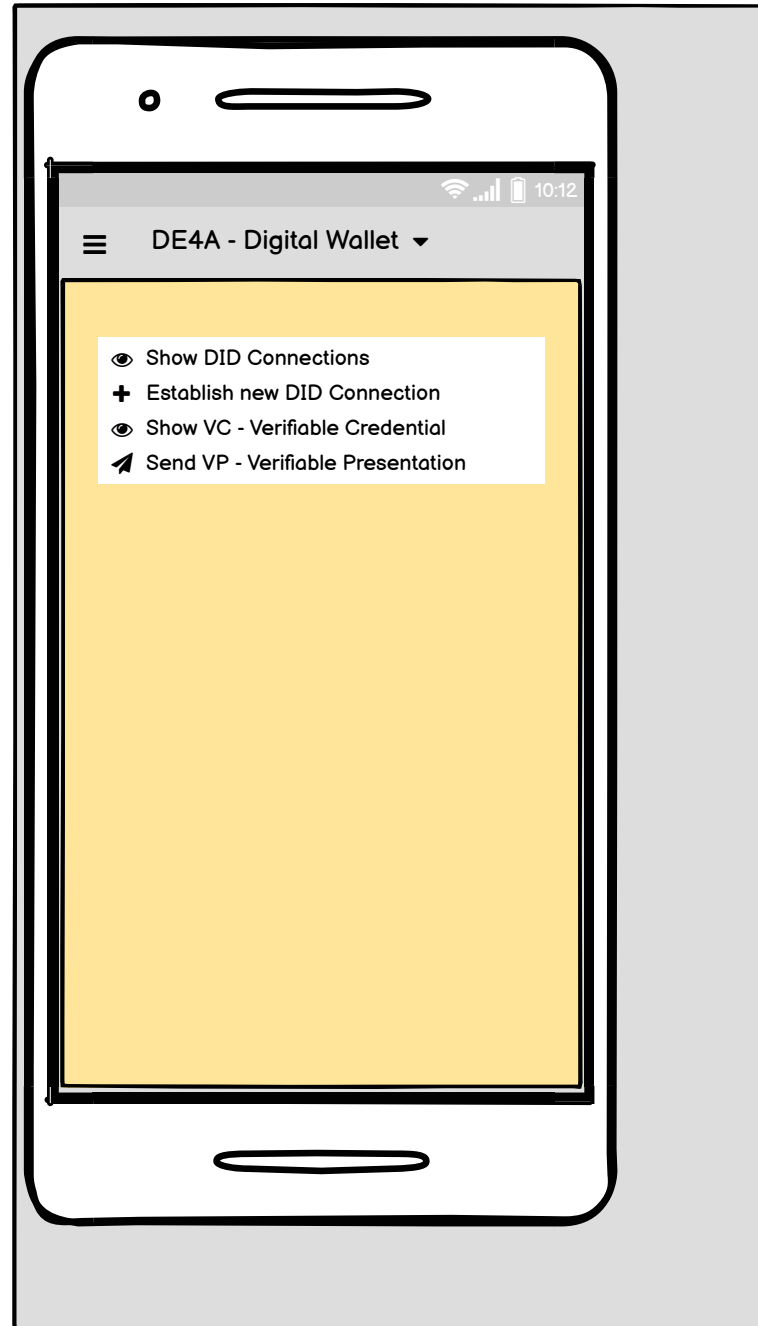 10:12
DE4A - Digital Wallet
Show DID Connections
Establish new DID Connection
Show VC - Verifiable Credential
Send VP - Verifiable Presentation